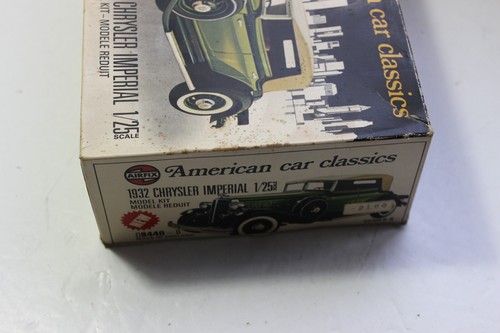 CHRYSLER IMPERIAL 1/25
SCALE
KIT-MODELE REDUIT
n car classics
AIRFIX
American car classics
1932 CHRYSLER IMPERIAL 1/25
MODEL KIT
MODELE REDUIT
8440